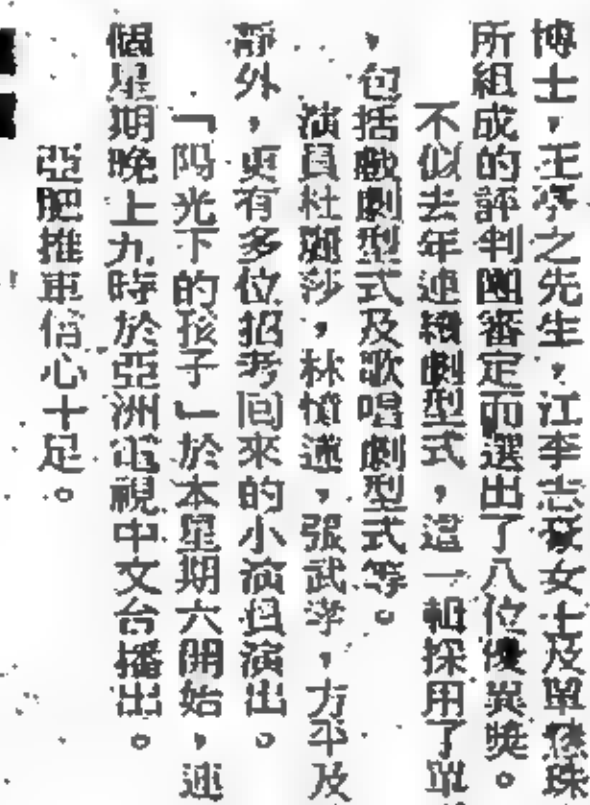 博士，王亭之先生，江李志豪女士及單慧珠
所組成的評判團審定而選出了八位優異獎。
不似去年連續劇型式，這一輯採用了單
，包括戲劇型式及歌唱劇型式等。
演員杜麗莎，林憤進，張武孝，方平及
靜外，更有多位招考回來的小演員演出。
「陽光下的孩子」於本星期六開始，連
個星期晚上九時於亞洲電視中文台播出。
亞肥推車信心十足。